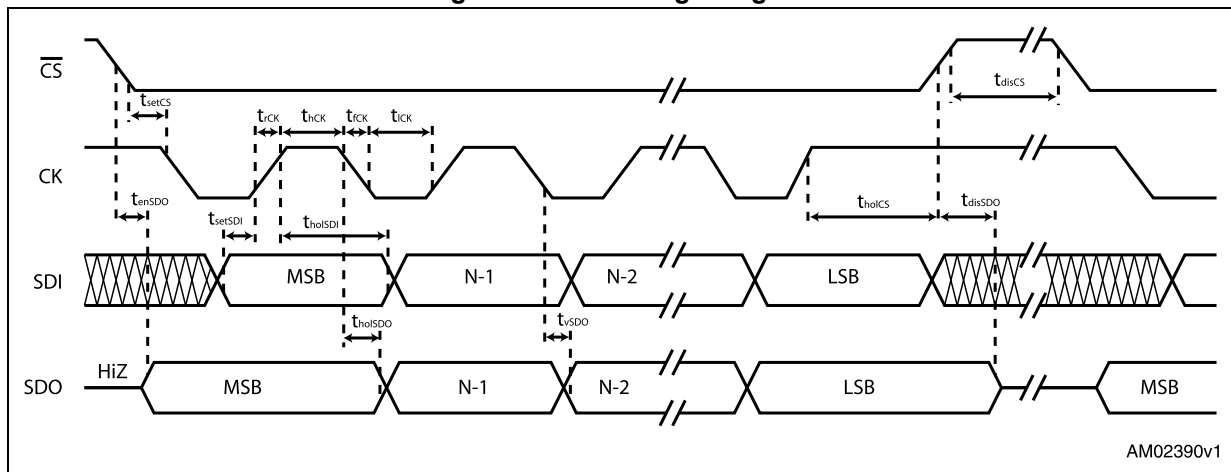 CS
tsetCS
tdisCS
trCK
thCK
tfCK
tlCK
CK
tenSDO
tsetSDI
tholSDI
tholCS
tdisSDO
SDI
MSB
N-1
N-2
LSB
tholSDO
tvSDO
SDO
HiZ
MSB
N-1
N-2
LSB
MSB
AM02390v1